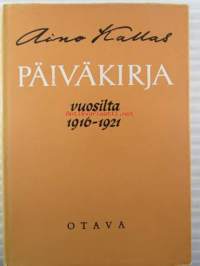 Aino Kallas
PÄIVÄKIRJA
vuosilta
1916-1921
OTAVA